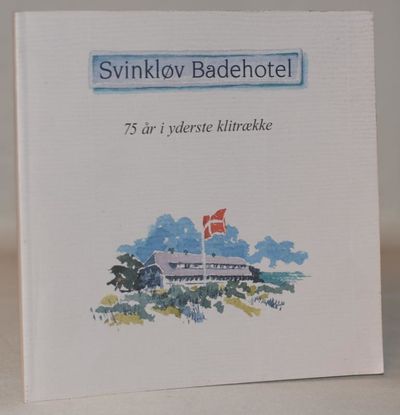 Svinkløv Badehotel
75 år i yderste klitrække